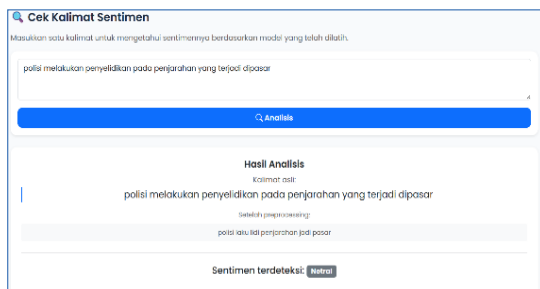 Cek Kalimat Sentimen
Masukkan satu kalimat untuk mengetahui sentimennya berdasarkan model yang telah dilatih.
polisi melakukan penyelidikan pada penjarahan yang terjadi dipasar
Analisis
Hasil Analisis
Kalimat asli:
polisi melakukan penyelidikan pada penjarahan yang terjadi dipasar
Setelah preprocessing:
polisi laku lidi penjarahan jadi pasar
Sentimen terdeteksi: Netral